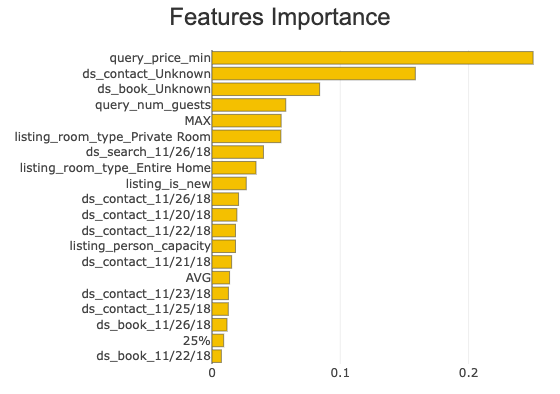 Features Importance
query_price_min
ds_contact_Unknown
ds_book_Unknown
query_num_guests
MAX
listing_room_type_Private Room
ds_search_11/26/18
listing_room_type_Entire Home
listing_is_new
ds_contact_11/26/18
ds_contact_11/20/18
ds_contact_11/22/18
listing_person_capacity
ds_contact_11/21/18
AVG
ds_contact_11/23/18
ds_contact_11/25/18
ds_book_11/26/18
25%
ds_book_11/22/18
0 0.1 0.2